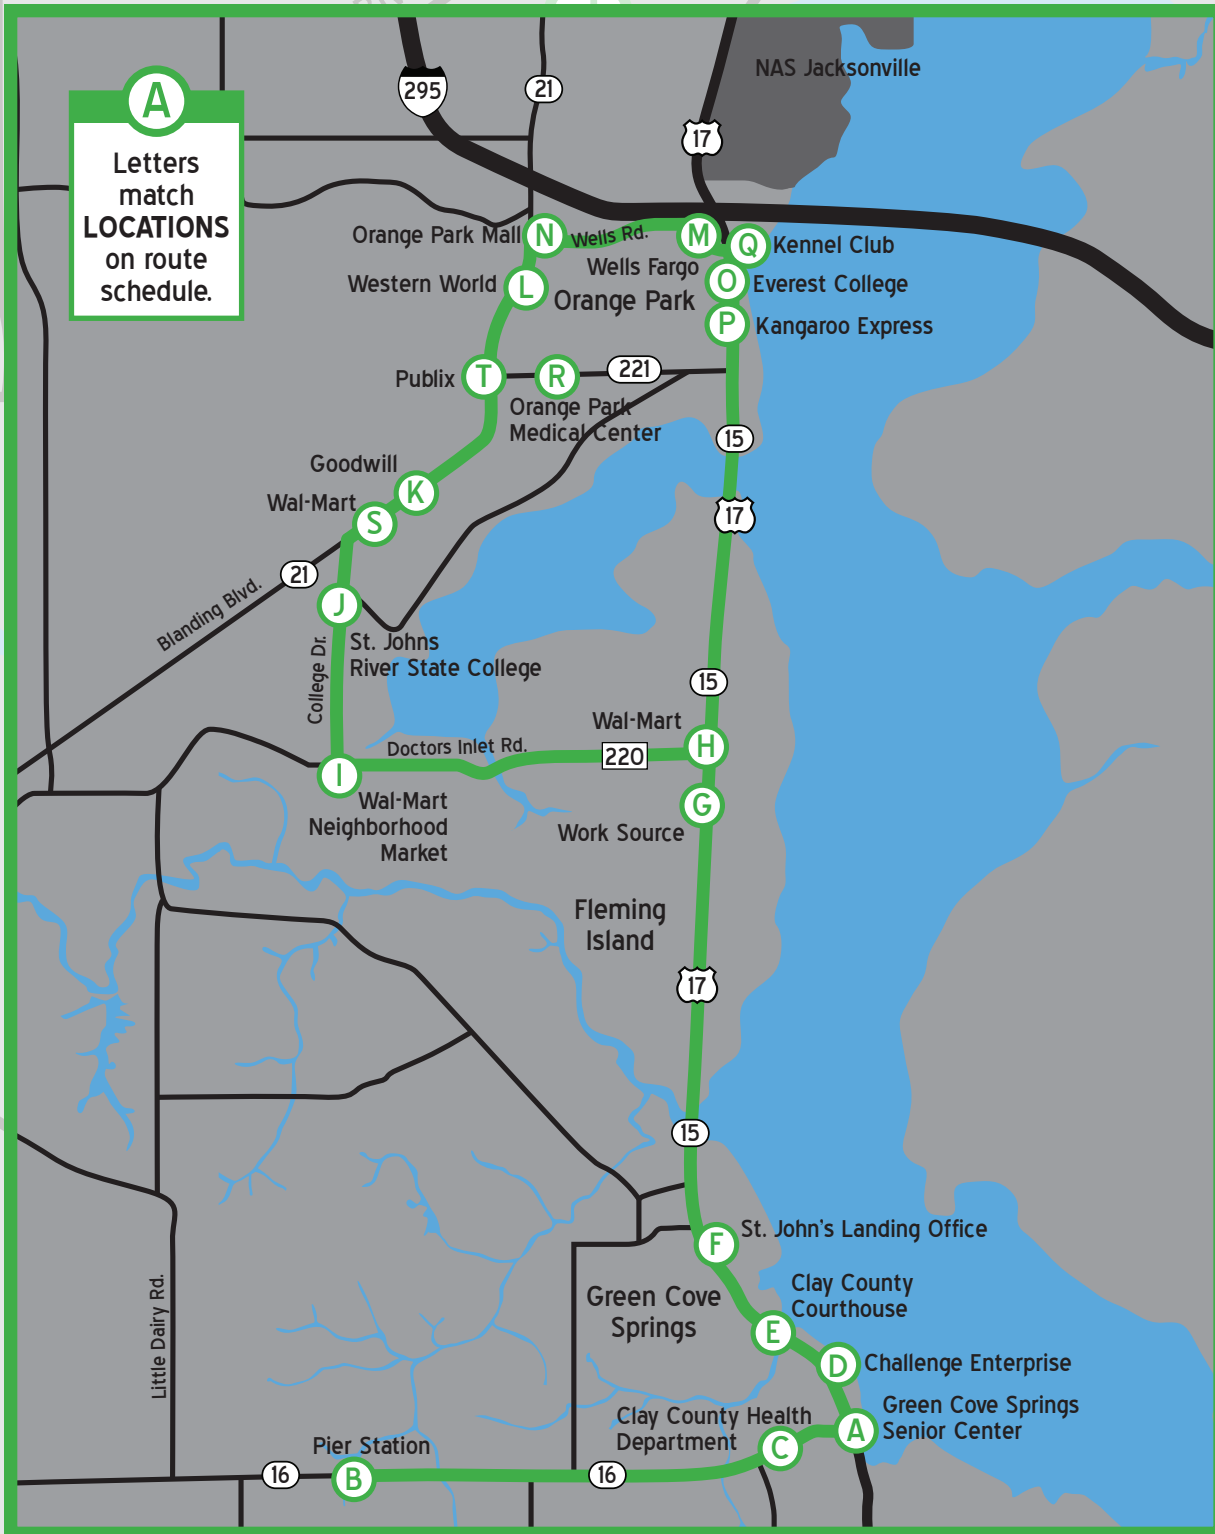 NAS Jacksonville
295
21
17
A
Letters
match
LOCATIONS
on route
schedule.
Orange Park Mall
N
Wells Rd.
M
Q
Kennel Club
Wells Fargo
Western World
L
Orange Park
O
Everest College
P
Kangaroo Express
Publix
T
R
221
Orange Park
Medical Center
15
Goodwill
K
Wal-Mart
S
17
21
Blanding Blvd.
J
College Dr.
St. Johns
River State College
15
Wal-Mart
H
Doctors Inlet Rd.
220
I
Wal-Mart
Neighborhood
Market
G
Work Source
Fleming
Island
17
15
F
St. John's Landing Office
Little Dairy Rd.
Green Cove
Springs
Clay County
Courthouse
E
D
Challenge Enterprise
Green Cove Springs
Senior Center
A
Clay County Health
Department
C
Pier Station
16
B
16